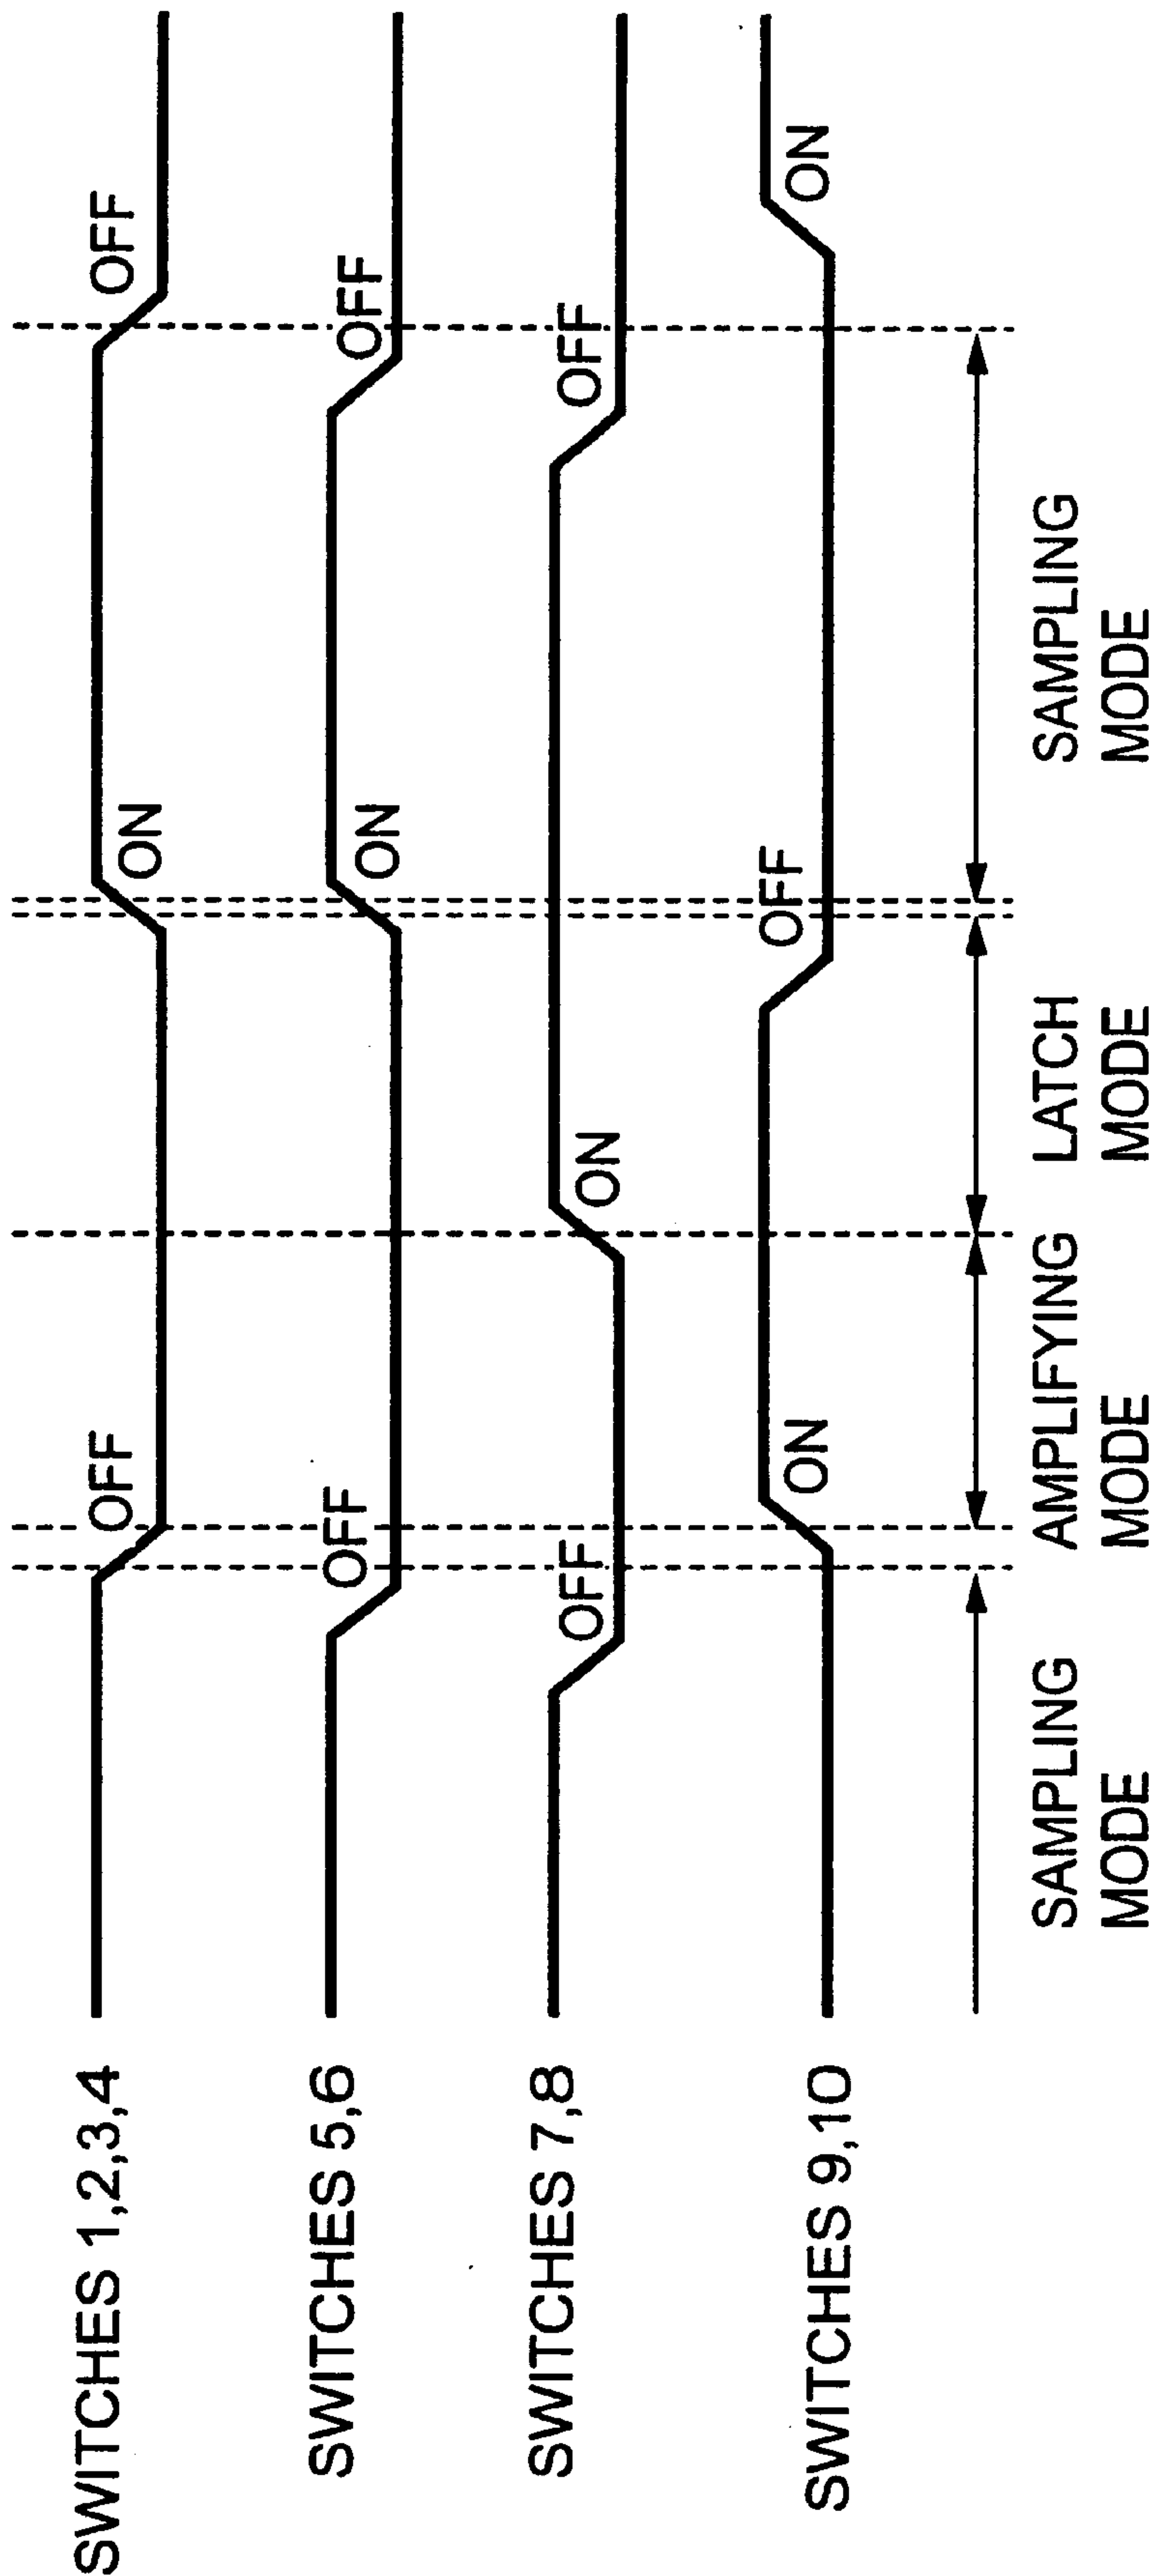 SWITCHES 1,2,3,4
OFF
ON
OFF
SWITCHES 5,6
OFF
ON
OFF
SWITCHES 7,8
OFF
ON
OFF
SWITCHES 9,10
ON
OFF
ON
SAMPLING
MODE
AMPLIFYING
MODE
LATCH
MODE
SAMPLING
MODE